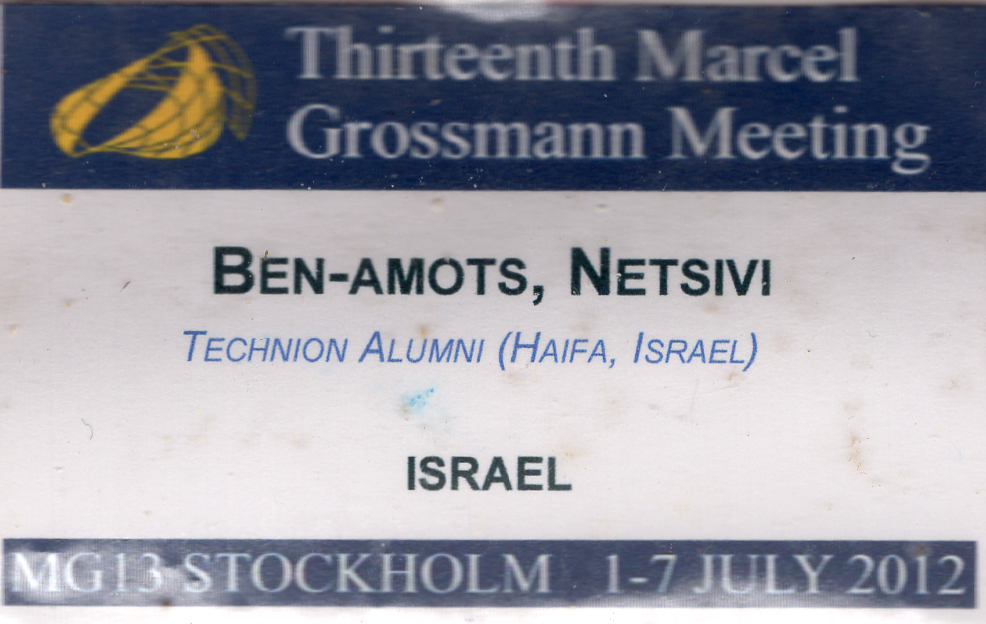 Thirteenth Marcel
Grossmann Meeting
BEN-AMOTS, NETSIVI
TECHNION ALUMNI (HAIFA, ISRAEL)
ISRAEL
MG13 STOCKHOLM 1-7 JULY 2012